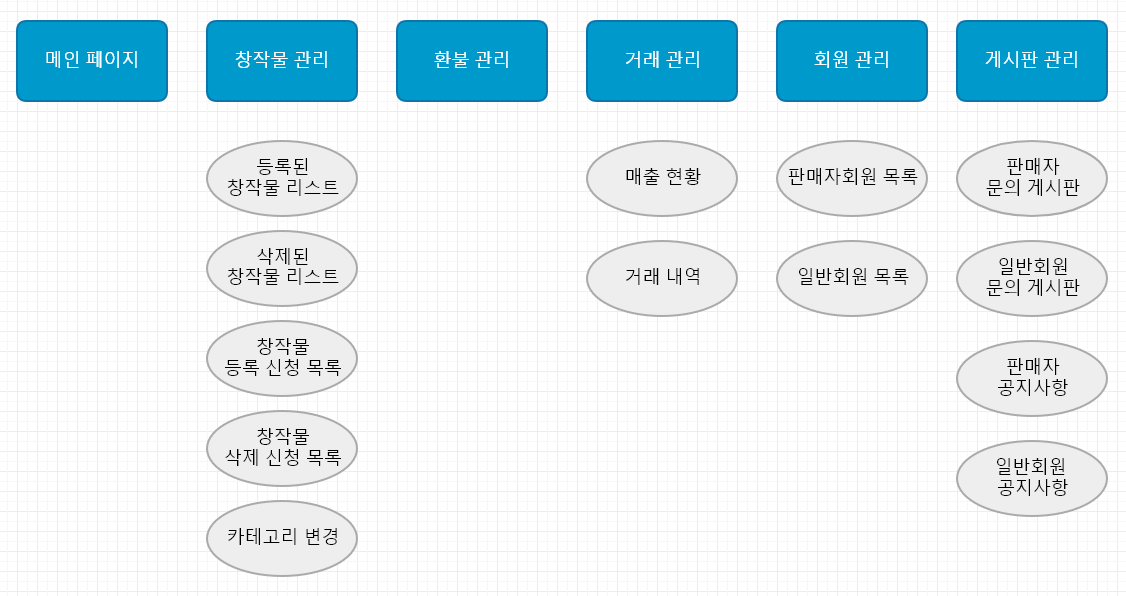 메인 페이지
창작물 관리
환불 관리
거래 관리
회원 관리
게시판 관리
등록된
창작물 리스트
삭제된
창작물 리스트
창작물
등록 신청 목록
창작물
삭제 신청 목록
카테고리 변경
매출 현황
거래 내역
판매자회원 목록
일반회원 목록
판매자
문의 게시판
일반회원
문의 게시판
판매자
공지사항
일반회원
공지사항